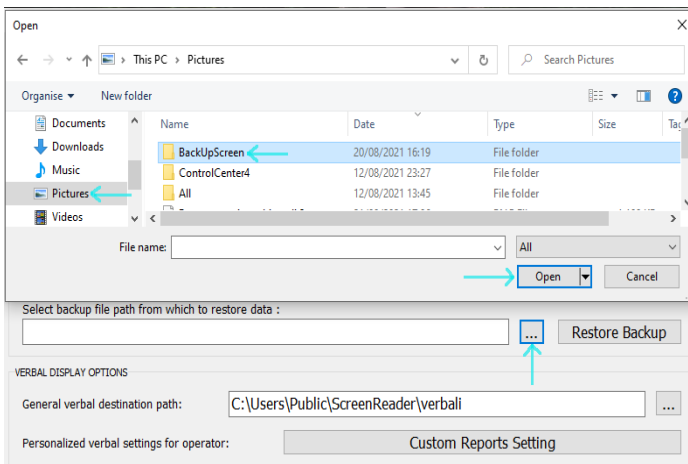 Open
This PC > Pictures
Search Pictures
Organise
New folder
Documents
Downloads
Music
Pictures
Videos
Name Date Type Size
BackUpScreen 20/08/2021 16:19 File folder
ControlCenter4 12/08/2021 23:27 File folder
All 12/08/2021 13:45 File folder
File name:
All
Open
Cancel
Select backup file path from which to restore data :
...
Restore Backup
VERBAL DISPLAY OPTIONS
General verbal destination path: C:\Users\Public\ScreenReader\verbali ...
Personalized verbal settings for operator: Custom Reports Setting